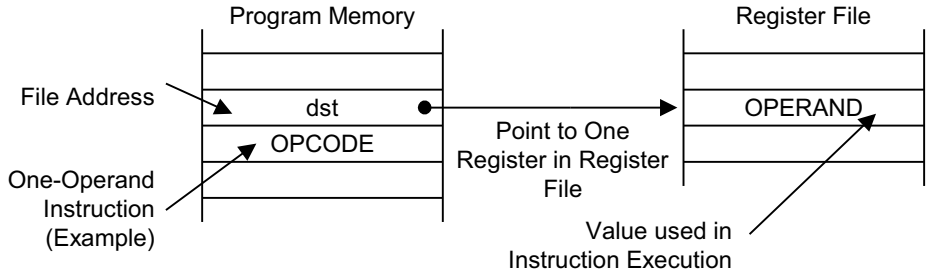 Program Memory
Register File
File Address
dst
OPERAND
OPCODE
Point to One
Register in Register
File
One-Operand
Instruction
(Example)
Value used in
Instruction Execution